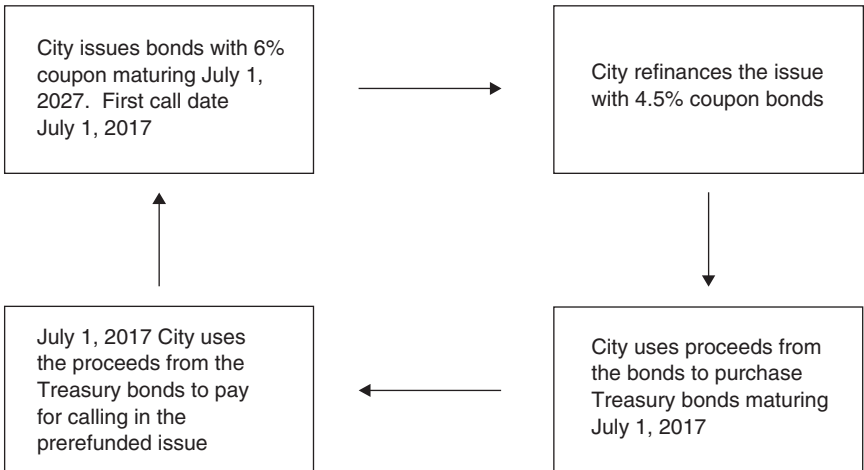 City issues bonds with 6%
coupon maturing July 1,
2027. First call date
July 1, 2017
City refinances the issue
with 4.5% coupon bonds
City uses proceeds from
the bonds to purchase
Treasury bonds maturing
July 1, 2017
July 1, 2017 City uses
the proceeds from the
Treasury bonds to pay
for calling in the
prerefunded issue